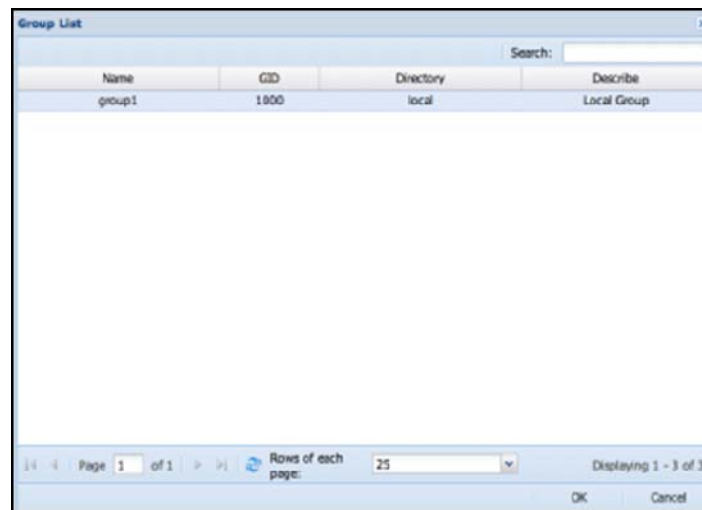 Group List
Search:
Name GID Directory Describe
group1 1000 local Local Group
Page 1 of 1 Rows of each page: 25 Displaying 1 - 3 of 3
OK Cancel